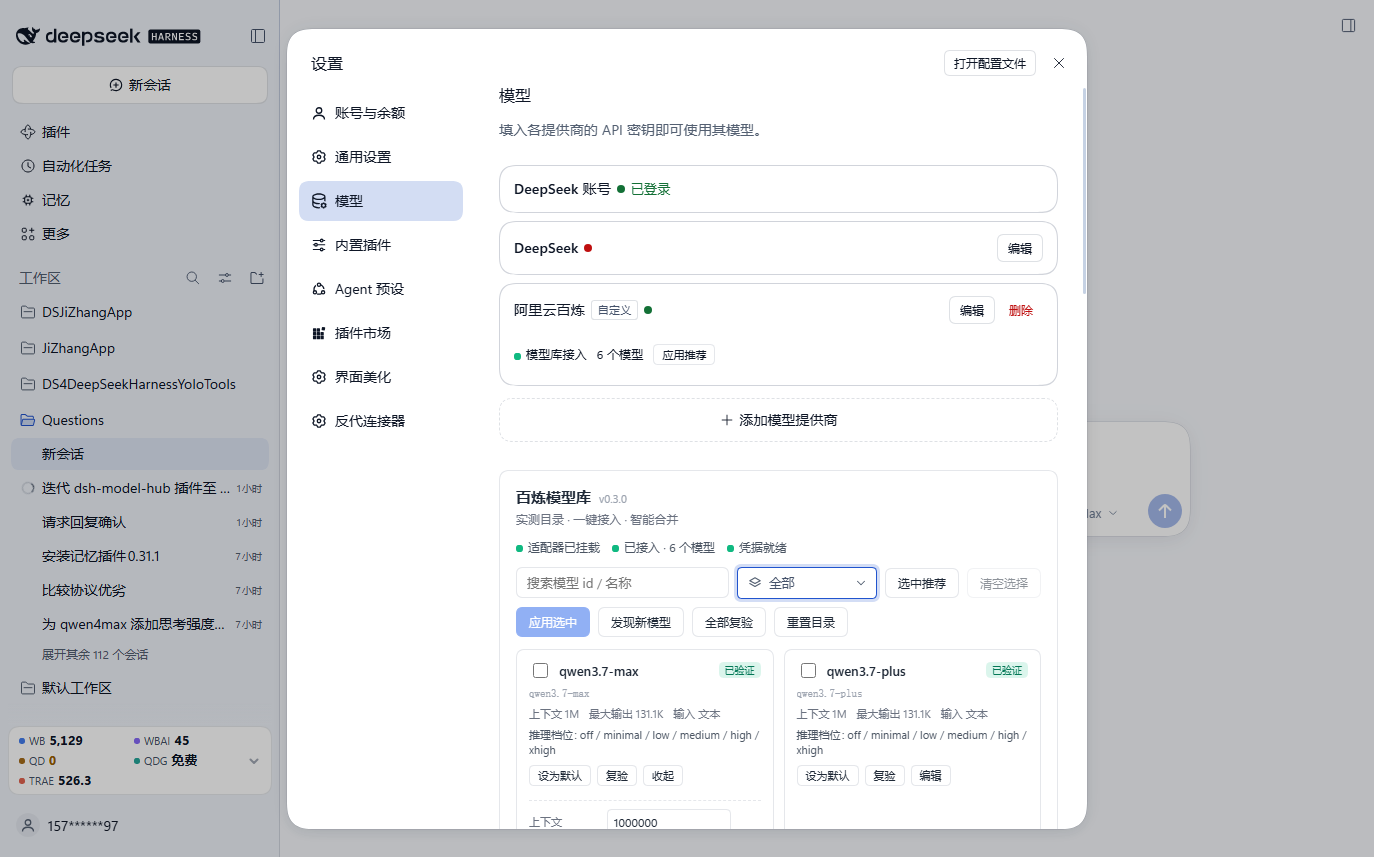 deepseek HARNESS
新会话
插件
自动化任务
记忆
更多
工作区
DSJiZhangApp
JiZhangApp
DS4DeepSeekHarnessYoloTools
Questions
新会话
迭代 dsh-model-hub 插件至 ... 1小时
请求回复确认 1小时
安装记忆插件0.31.1 7小时
比较协议优劣 7小时
为 qwen4max 添加思考强度... 7小时
展开其余 112 个会话
默认工作区
WB 5,129 WBAI 45
QD 0 QDG 免费
TRAE 526.3
157******97
设置
打开配置文件
账号与余额
通用设置
模型
内置插件
Agent 预设
插件市场
界面美化
反代连接器
模型
填入各提供商的 API 密钥即可使用其模型。
DeepSeek 账号 已登录
DeepSeek 编辑
阿里云百炼 自定义 编辑 删除
模型库接入 6 个模型 应用推荐
添加模型提供商
百炼模型库 v0.3.0
实测目录 · 一键接入 · 智能合并
适配器已挂载 已接入 · 6 个模型 凭据就绪
搜索模型 id / 名称 全部 选中推荐 清空选择
应用选中 发现新模型 全部复验 重置目录
qwen3.7-max 已验证
qwen3.7-max
上下文 1M 最大输出 131.1K 输入 文本
推理档位: off / minimal / low / medium / high /
xhigh
设为默认 复验 收起
上下文 1000000
qwen3.7-plus 已验证
qwen3.7-plus
上下文 1M 最大输出 131.1K 输入 文本
推理档位: off / minimal / low / medium / high /
xhigh
设为默认 复验 编辑